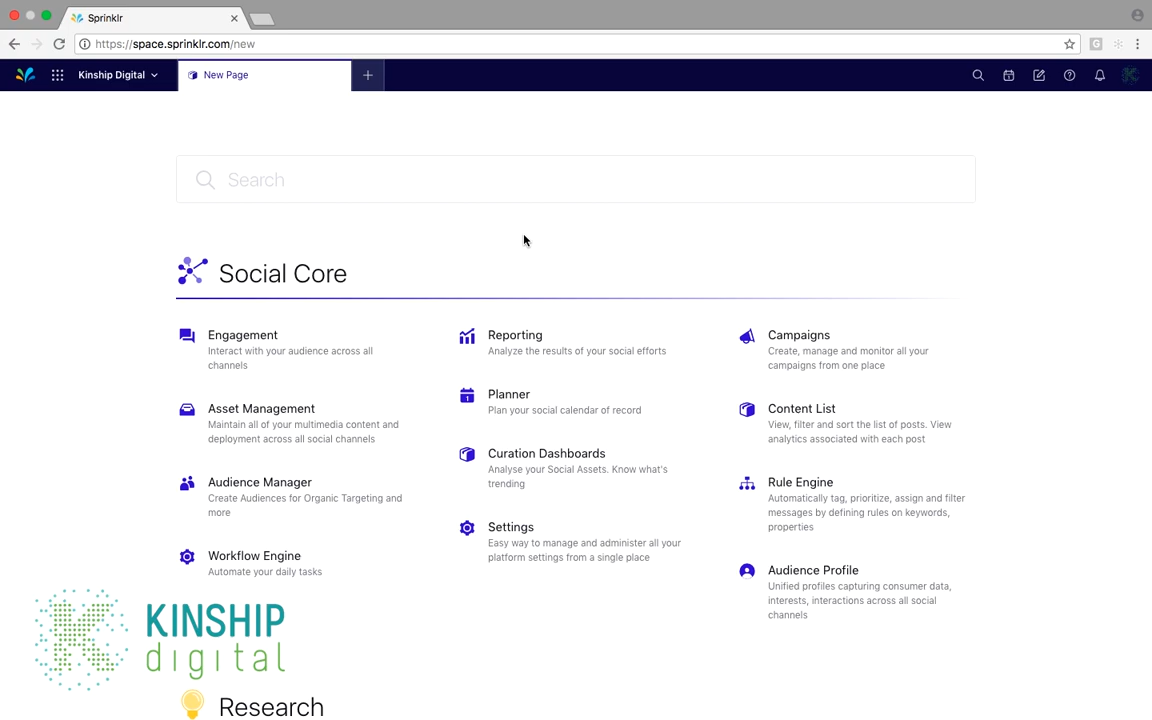 Sprinklr
https://space.sprinklr.com/new
Kinship Digital
New Page
Search
Social Core
Engagement
Interact with your audience across all
channels
Asset Management
Maintain all of your multimedia content and
deployment across all social channels
Audience Manager
Create Audiences for Organic Targeting and
more
Workflow Engine
Automate your daily tasks
Reporting
Analyze the results of your social efforts
Planner
Plan your social calendar of record
Curation Dashboards
Analyse your Social Assets. Know what's
trending
Settings
Easy way to manage and administer all your
platform settings from a single place
Campaigns
Create, manage and monitor all your
campaigns from one place
Content List
View, filter and sort the list of posts. View
analytics associated with each post
Rule Engine
Automatically tag, prioritize, assign and filter
messages by defining rules on keywords,
properties
Audience Profile
Unified profiles capturing consumer data,
interests, interactions across all social
channels
KINSHIP
digital
Research